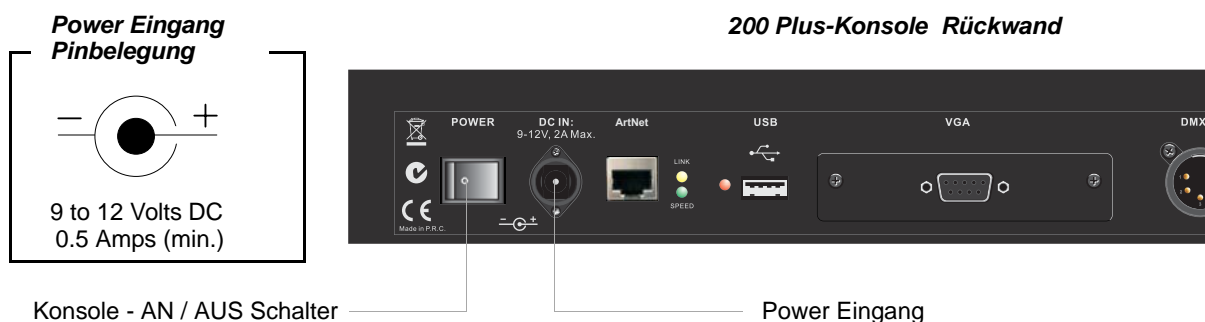 Power Eingang
Pinbelegung
200 Plus-Konsole Rückwand
− +
9 to 12 Volts DC
0.5 Amps (min.)
POWER
DC IN:
9-12V, 2A Max.
ArtNet
LINK
SPEED
USB
VGA
DMX
CE
Made in P.R.C.
− +
Konsole - AN / AUS Schalter
Power Eingang